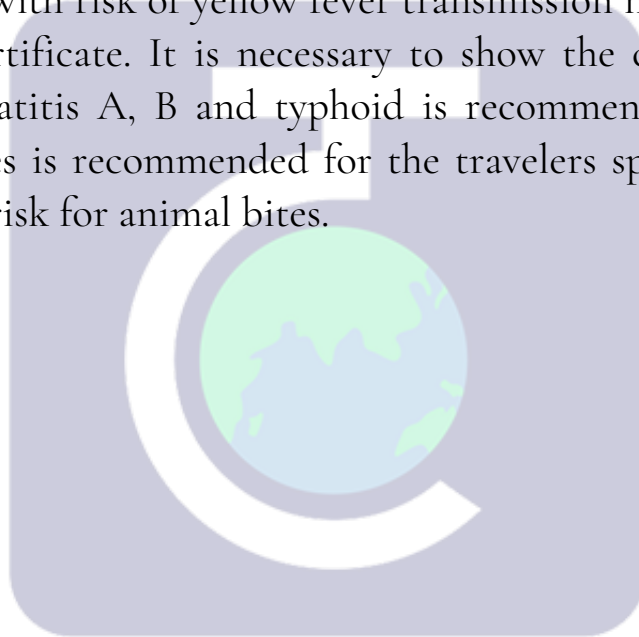 with risk of yellow fever transmission
rtificate. It is necessary to show the
atitis A, B and typhoid is recommen
es is recommended for the travelers sp
risk for animal bites.